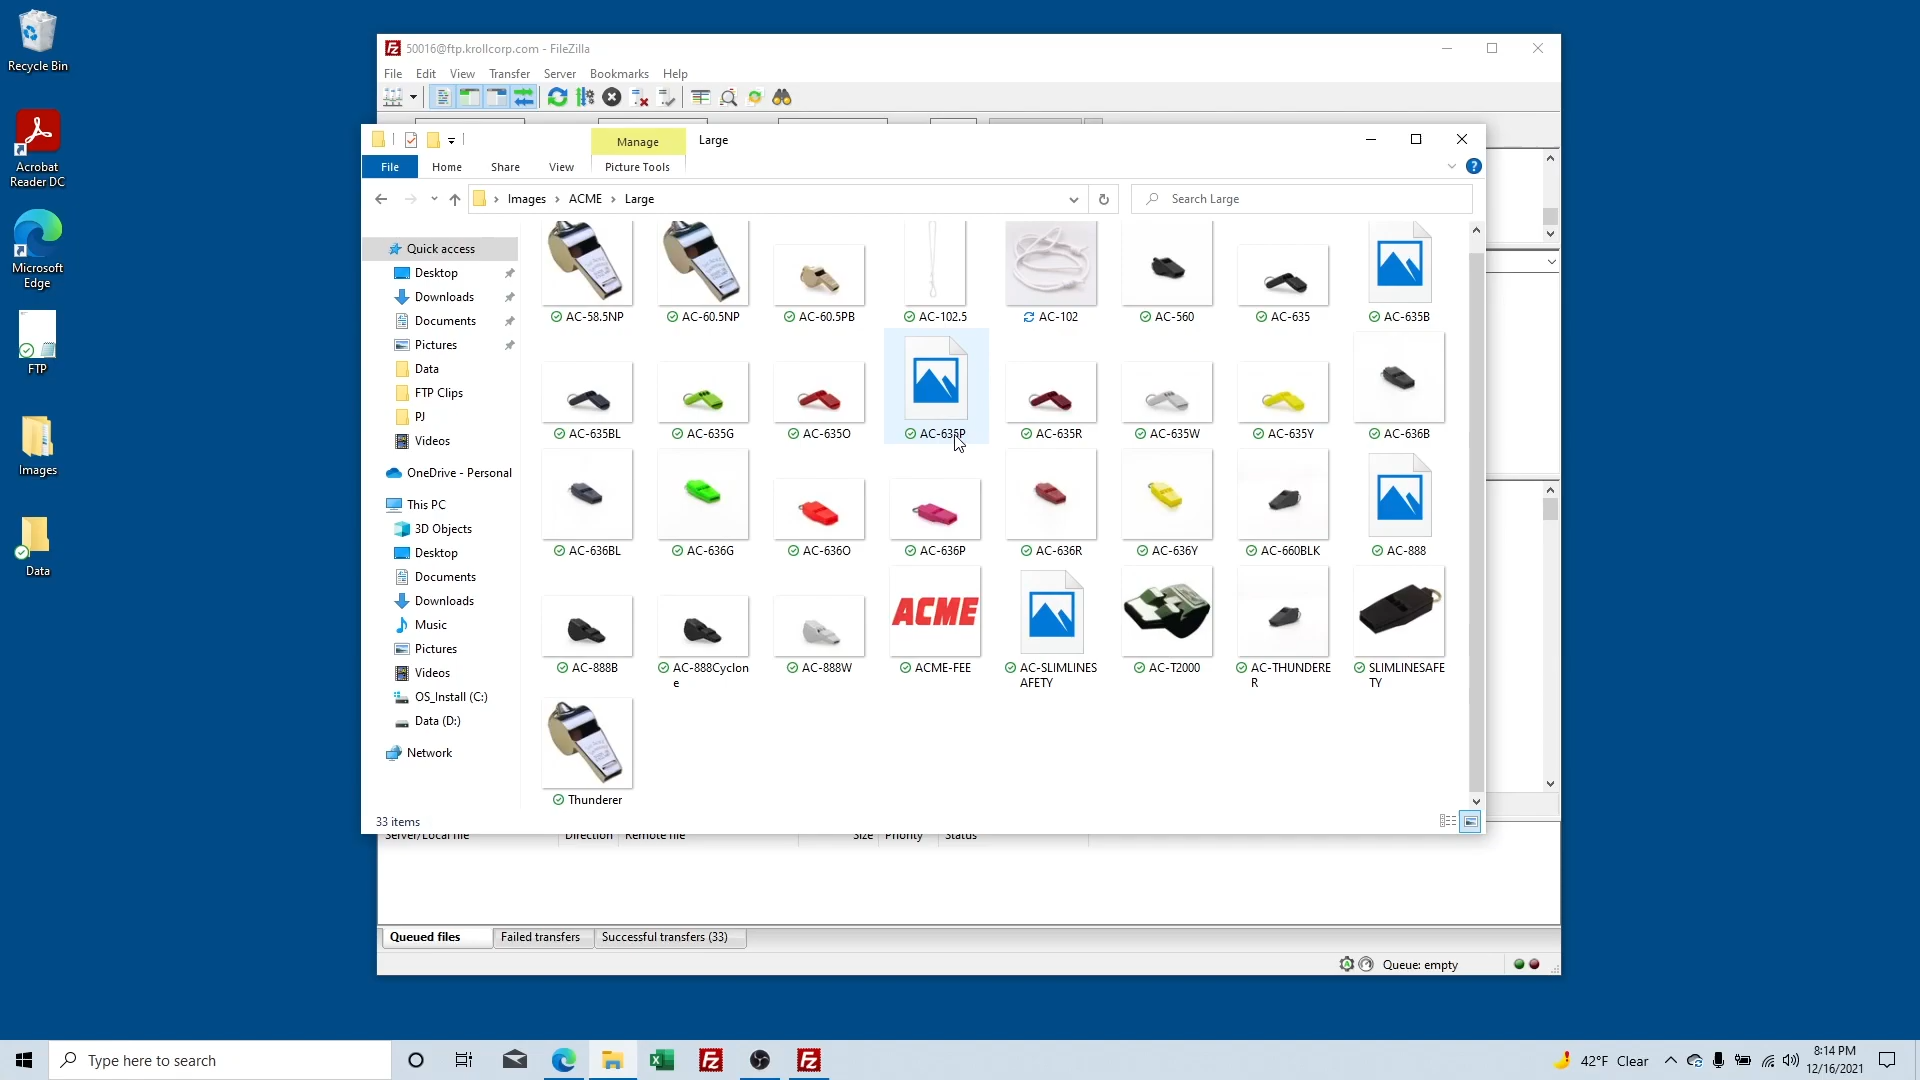 Recycle Bin
Acrobat
Reader DC
Microsoft
Edge
FTP
Images
Data
50016@ftp.krollcorp.com - FileZilla
File Edit View Transfer Server Bookmarks Help
Manage Large
File Home Share View Picture Tools
Images ACME Large
Search Large
Quick access
Desktop
Downloads
Documents
Pictures
Data
FTP Clips
PJ
Videos
OneDrive - Personal
This PC
3D Objects
Desktop
Documents
Downloads
Music
Pictures
Videos
OS_Install (C:)
Data (D:)
Network
AC-58.5NP AC-60.5NP AC-60.5PB AC-102.5 AC-102 AC-560 AC-635 AC-635B
AC-635BL AC-635G AC-635O AC-635P AC-635R AC-635W AC-635Y AC-636B
AC-636BL AC-636G AC-636O AC-636P AC-636R AC-636Y AC-660BLK AC-888
ACME
AC-888B AC-888Cyclon AC-888W ACME-FEE AC-SLIMLINES AC-T2000 AC-THUNDERE SLIMLINESAFE
e AFETY R TY
Thunderer
33 items
Server/Local file Direction Remote file Size Priority Status
Queued files Failed transfers Successful transfers (33)
Queue: empty
Type here to search
42°F Clear
8:14 PM
12/16/2021